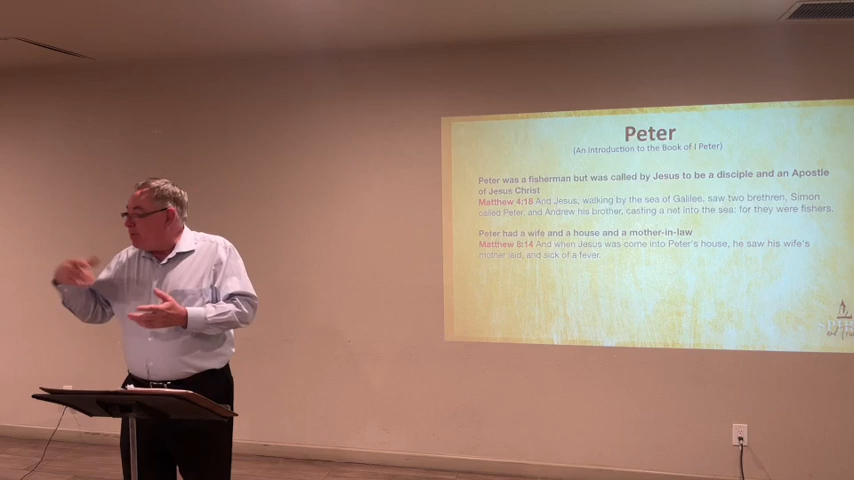 Peter
(An Introduction to the Book of I Peter)
Peter was a fisherman but was called by Jesus to be a disciple and an Apostle
of Jesus Christ
Matthew 4:18 And Jesus, walking by the sea of Galilee, saw two brethren, Simon
called Peter, and Andrew his brother, casting a net into the sea: for they were fishers.
Peter had a wife and a house and a mother-in-law
Matthew 8:14 And when Jesus was come into Peter's house, he saw his wife's
mother laid, and sick of a fever.